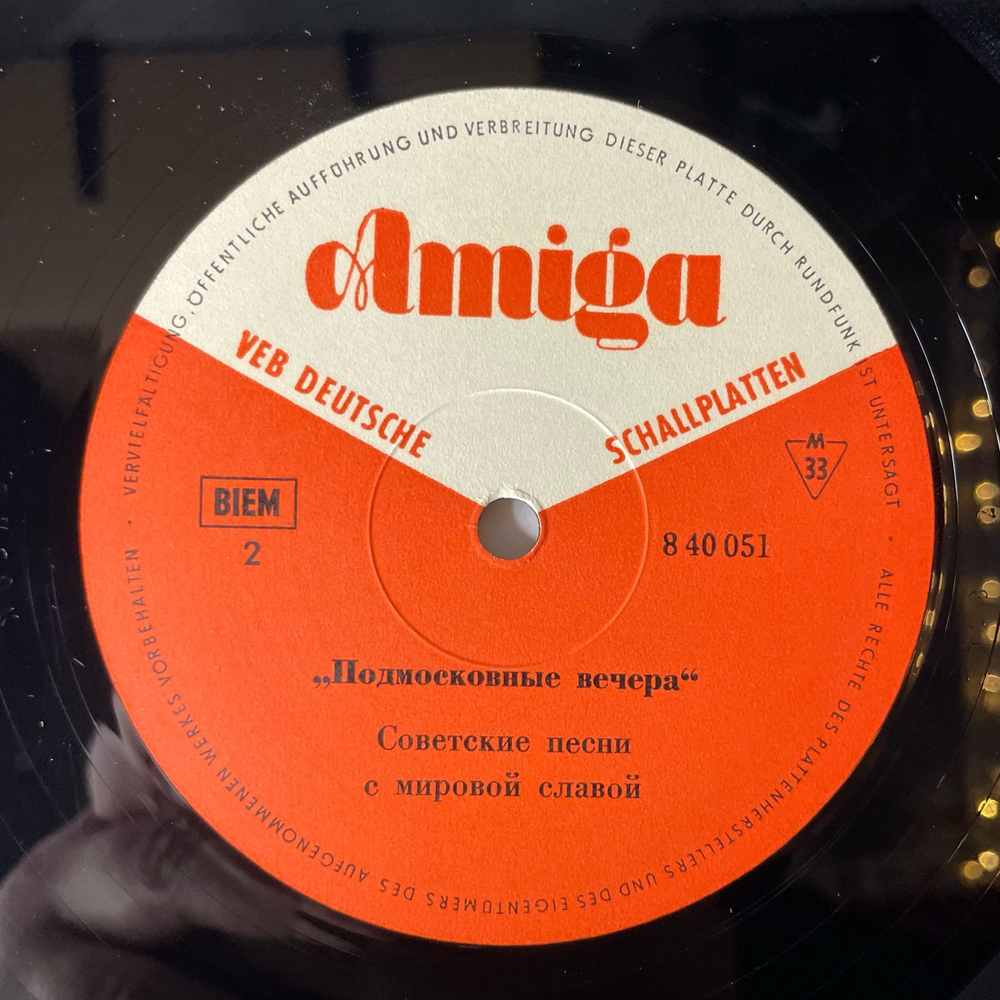 VERVIELFÄLTIGUNG, ÖFFENTLICHE AUFFÜHRUNG UND VERBREITUNG DIESER PLATTE DURCH RUNDFUNK IST UNTERSAGT • ALLE RECHTE DES PLATTENHERSTELLERS UND DES EIGENTÜMERS DES AUFGENOMMENEN WERKES VORBEHALTEN •
Amiga
VEB DEUTSCHE SCHALLPLATTEN
BIEM
2
M
33
8 40 051
„Подмосковные вечера“
Советские песни
с мировой славой